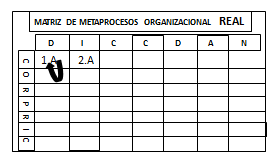 MATRIZ DE METAPROCESOS ORGANIZACIONAL REAL
D I C C D A N
1.A 2.A
C
O
R
P
R
I
C